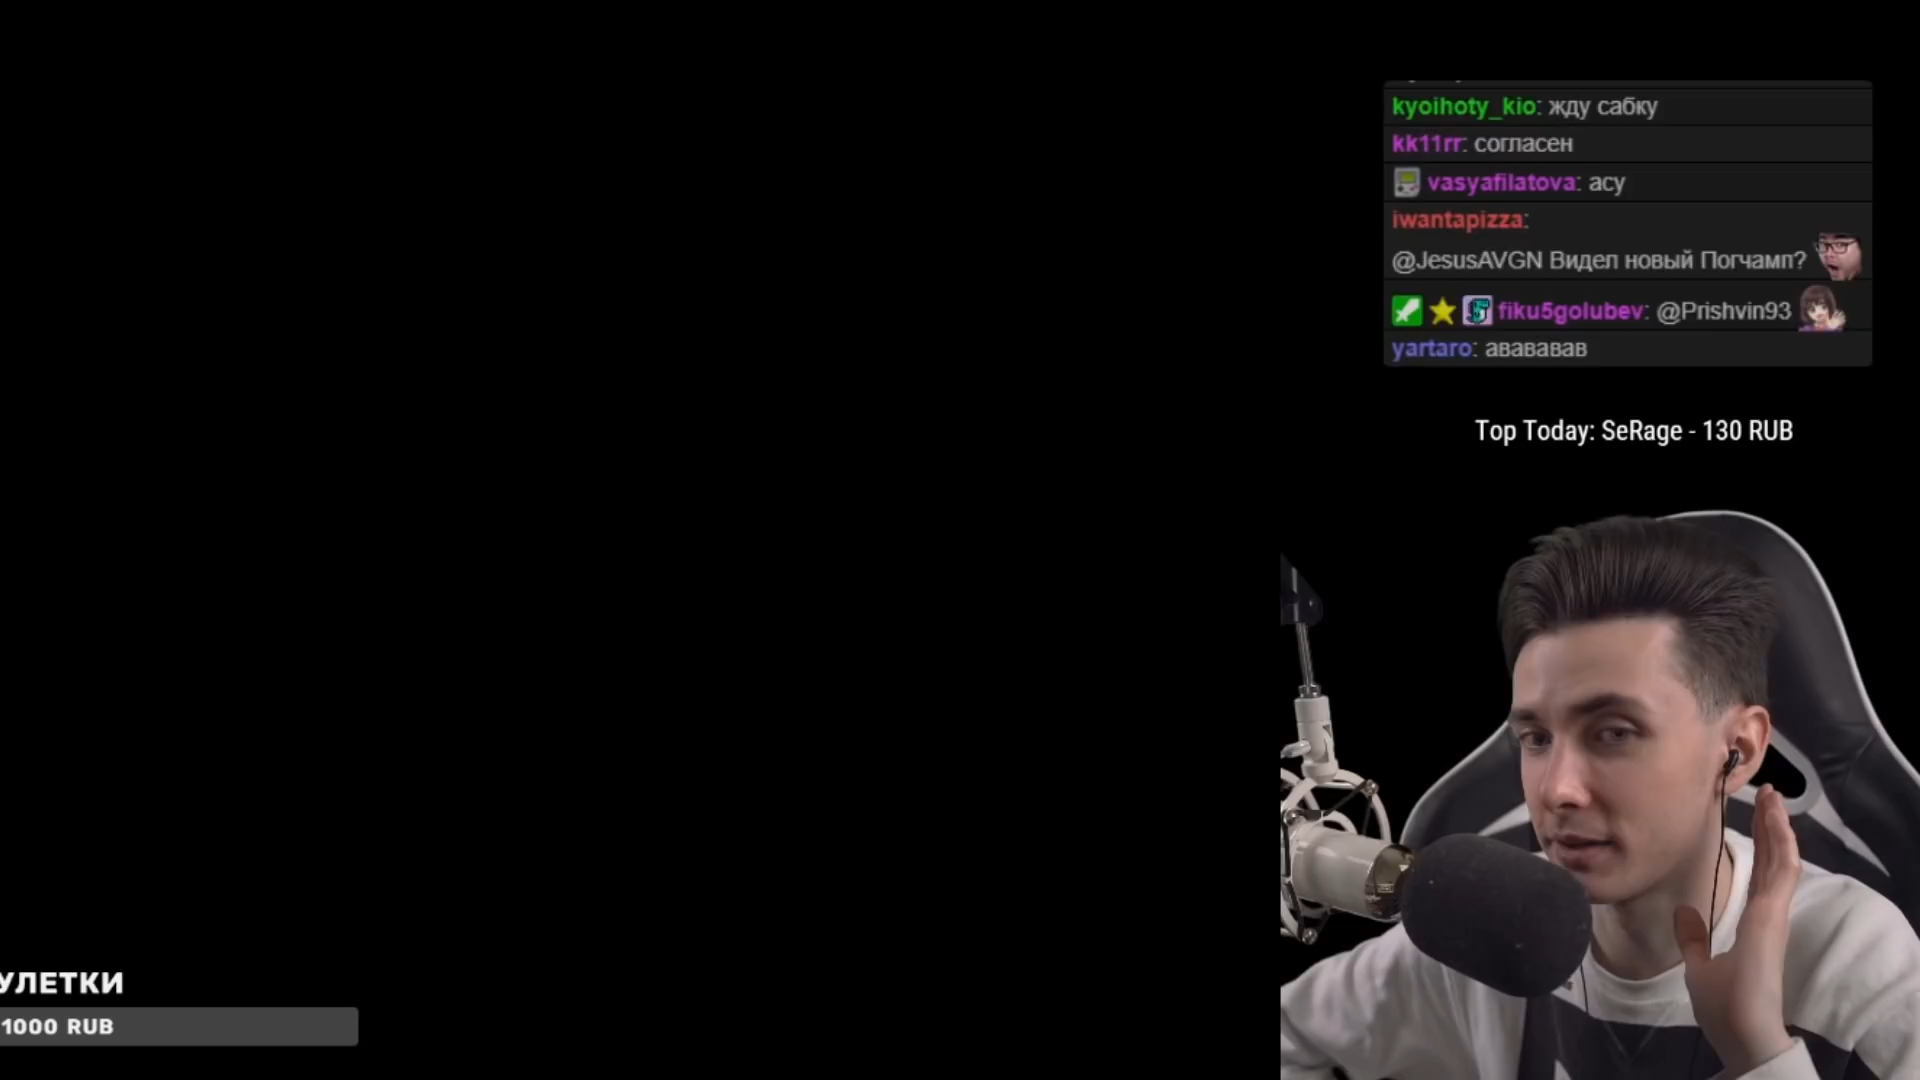 kyoihoty_kio: жду сабку
kk11rr: согласен
vasyafilatova: асу
iwantapizza:
@JesusAVGN Видел новый Погчамп?
fiku5golubev: @Prishvin93
yartaro: авававав
Top Today: SeRage - 130 RUB
УЛЕТКИ
1000 RUB